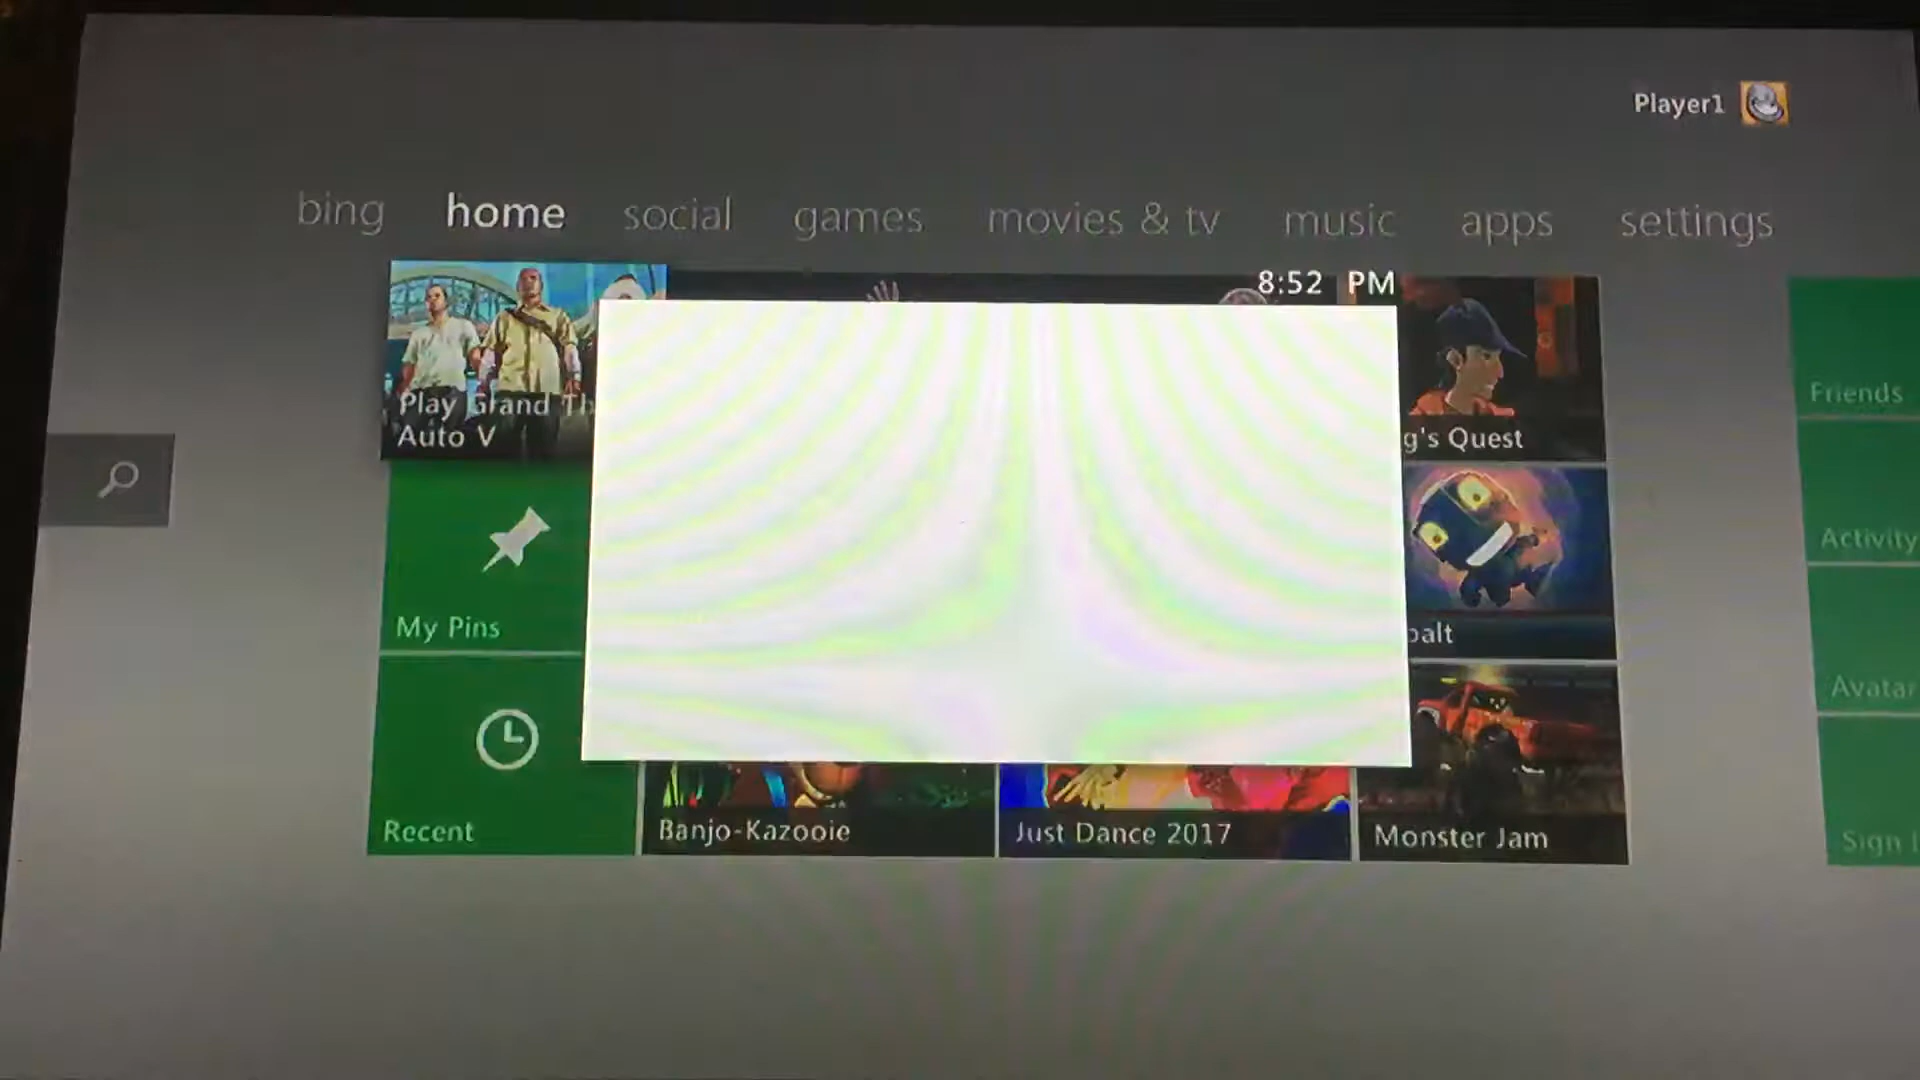 Player1
bing home social games movies & tv music apps settings
8:52 PM
Play Grand Th
Auto V
g's Quest
Friends
Activity
My Pins
balt
Avatar
Recent
Banjo-Kazooie
Just Dance 2017
Monster Jam
Sign I